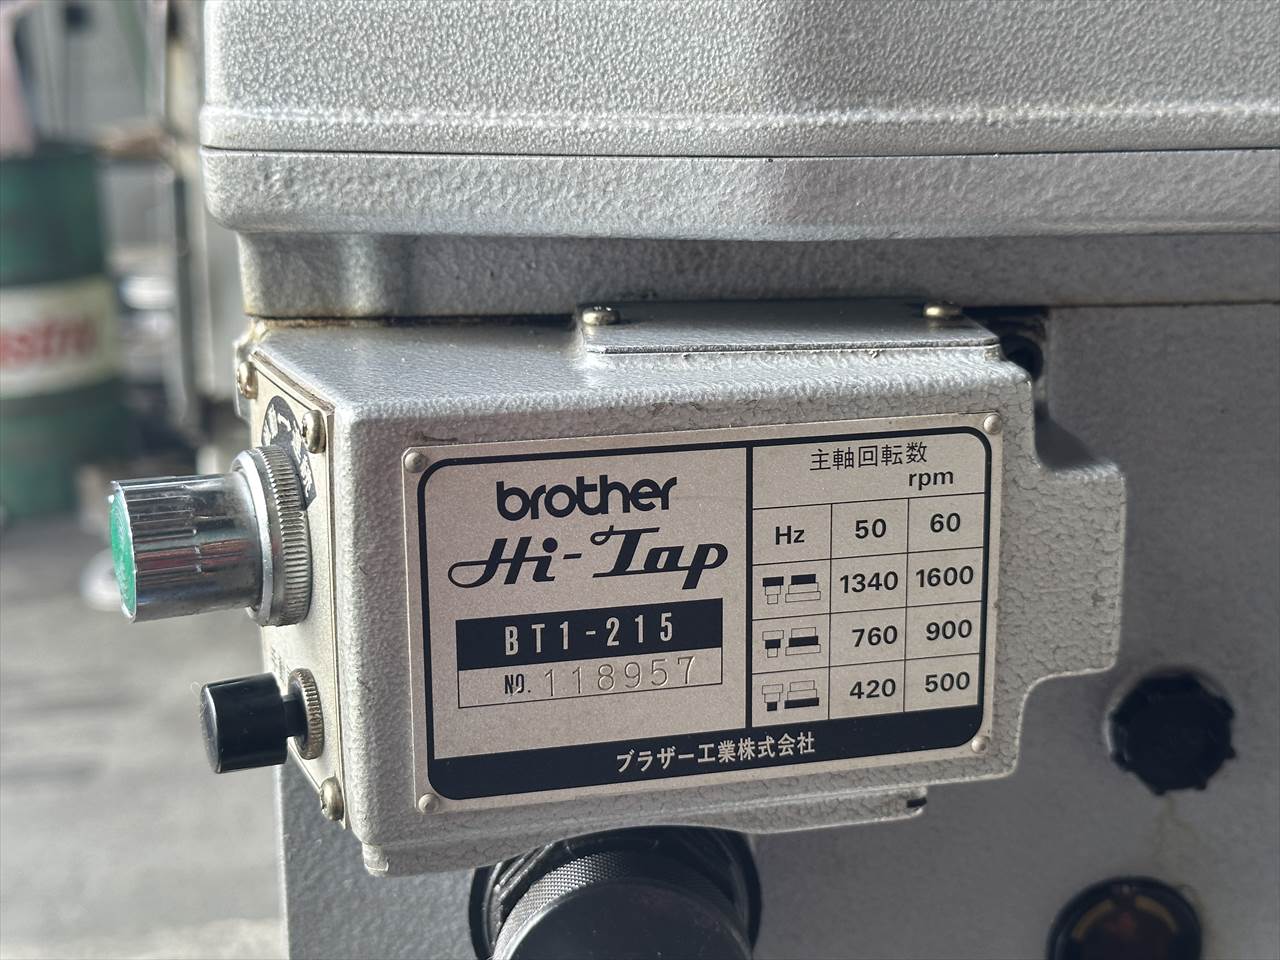 brother
Hi-Tap
BT1-215
NO. 118957
主軸回転数
rpm
Hz 50 60
1340 1600
760 900
420 500
ブラザー工業株式会社